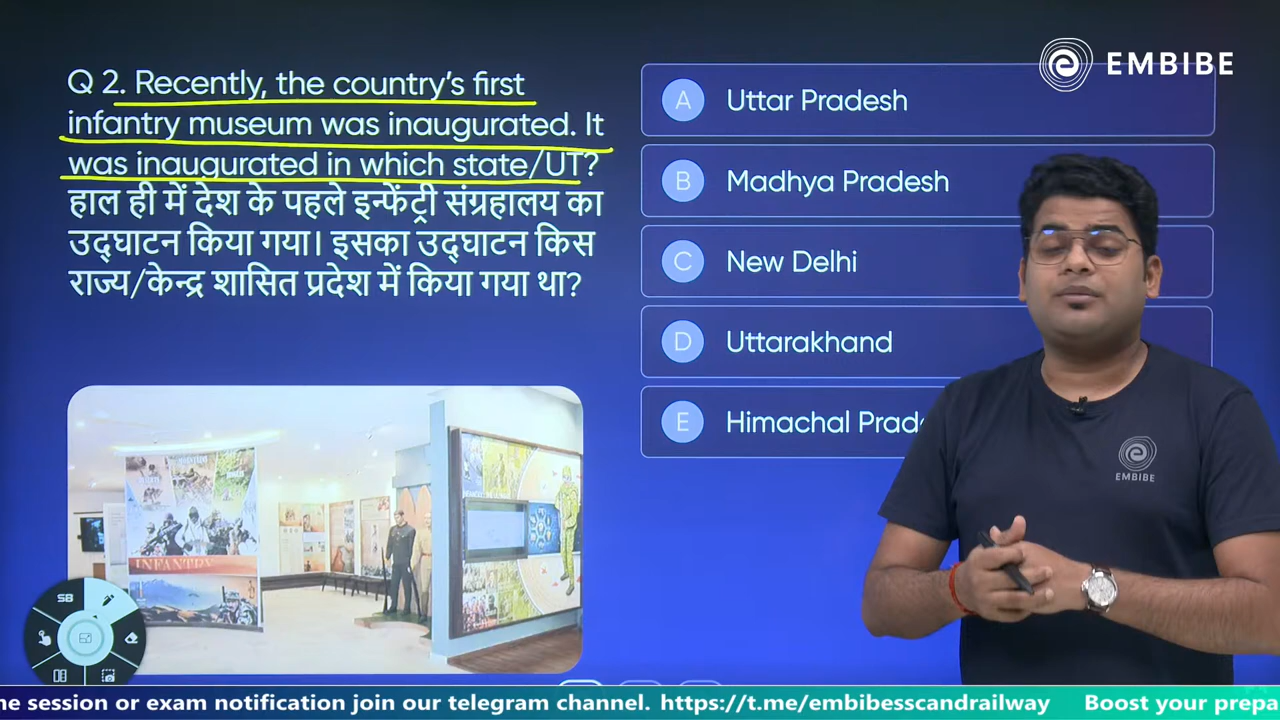 EMBIBE
Q 2. Recently, the country's first
infantry museum was inaugurated. It
was inaugurated in which state/UT?
हाल ही में देश के पहले इन्फेंट्री संग्रहालय का
उद्घाटन किया गया। इसका उद्घाटन किस
राज्य/केन्द्र शासित प्रदेश में किया गया था?
A Uttar Pradesh
B Madhya Pradesh
C New Delhi
D Uttarakhand
E Himachal Prade
INFANTRY
SB
EMBIBE
he session or exam notification join our telegram channel. https://t.me/embibesscandrailway Boost your prepa